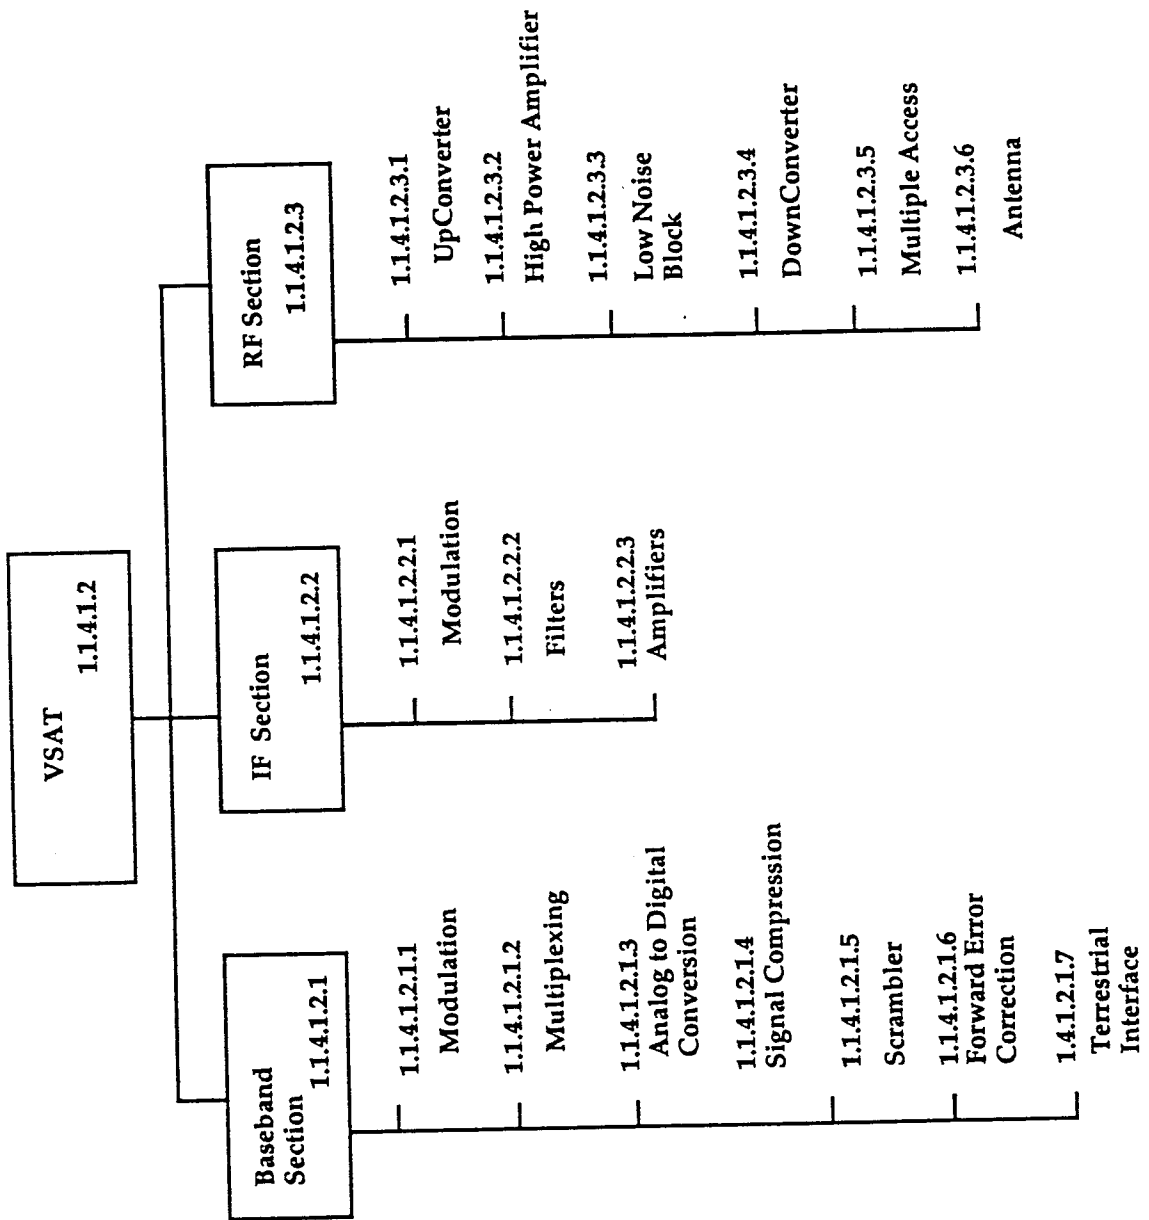 VSAT
1.1.4.1.2
Baseband
Section
1.1.4.1.2.1
1.1.4.1.2.1.1
Modulation
1.1.4.1.2.1.2
Multiplexing
1.1.4.1.2.1.3
Analog to Digital
Conversion
1.1.4.1.2.1.4
Signal Compression
1.1.4.1.2.1.5
Scrambler
1.1.4.1.2.1.6
Forward Error
Correction
1.4.1.2.1.7
Terrestrial
Interface
IF Section
1.1.4.1.2.2
1.1.4.1.2.2.1
Modulation
1.1.4.1.2.2.2
Filters
1.1.4.1.2.2.3
Amplifiers
RF Section
1.1.4.1.2.3
1.1.4.1.2.3.1
UpConverter
1.1.4.1.2.3.2
High Power Amplifier
1.1.4.1.2.3.3
Low Noise
Block
1.1.4.1.2.3.4
DownConverter
1.1.4.1.2.3.5
Multiple Access
1.1.4.1.2.3.6
Antenna